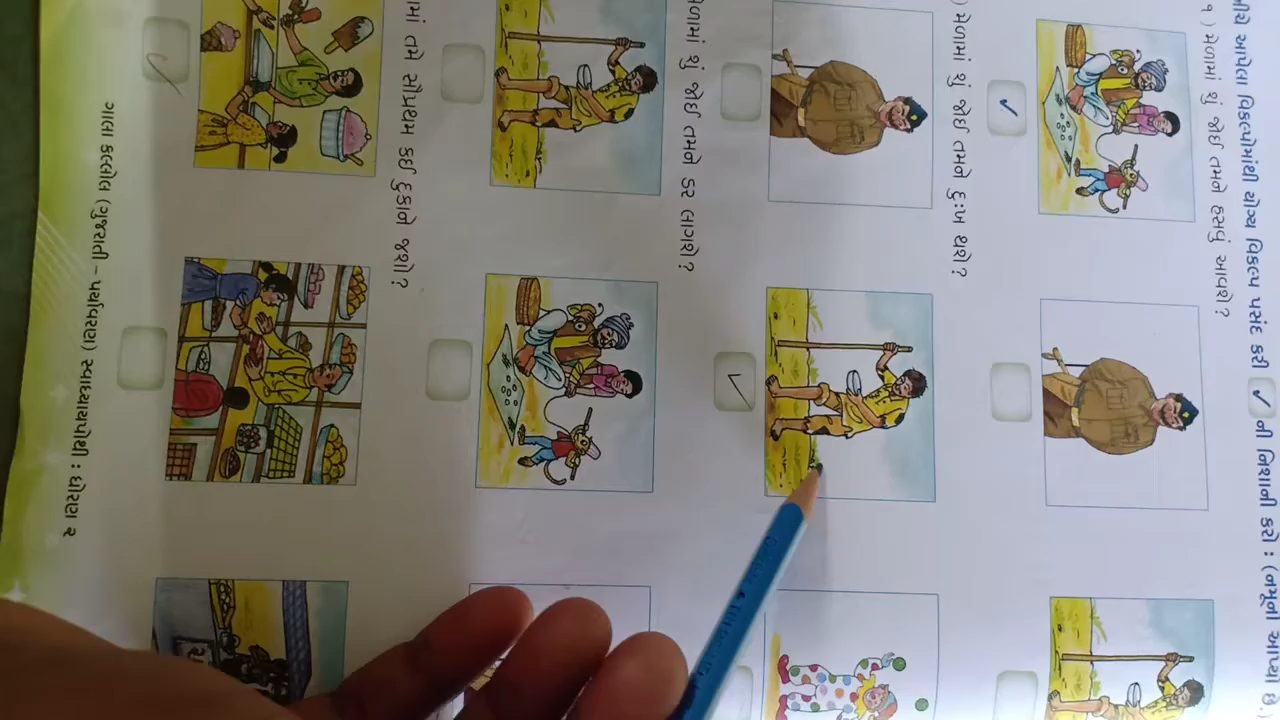 નીચે આપેલા વિકલ્પોમાંથી યોગ્ય વિકલ્પ પસંદ કરી ✓ ની નિશાની કરો : (નમૂનો આપ્યો છે.)
૧ ) મેળામાં શું જોઈ તમને હસવું આવશે ?
) મેળામાં શું જોઈ તમને દુઃખ થશે ?
મેળામાં શું જોઈ તમને ડર લાગશે ?
તમે સૌપ્રથમ કઈ દુકાને જશો ?
ગાલા કલ્લોલ (ગુજરાતી - પર્યાવરણ) સ્વાધ્યાયપોથી : ધોરણ ૨